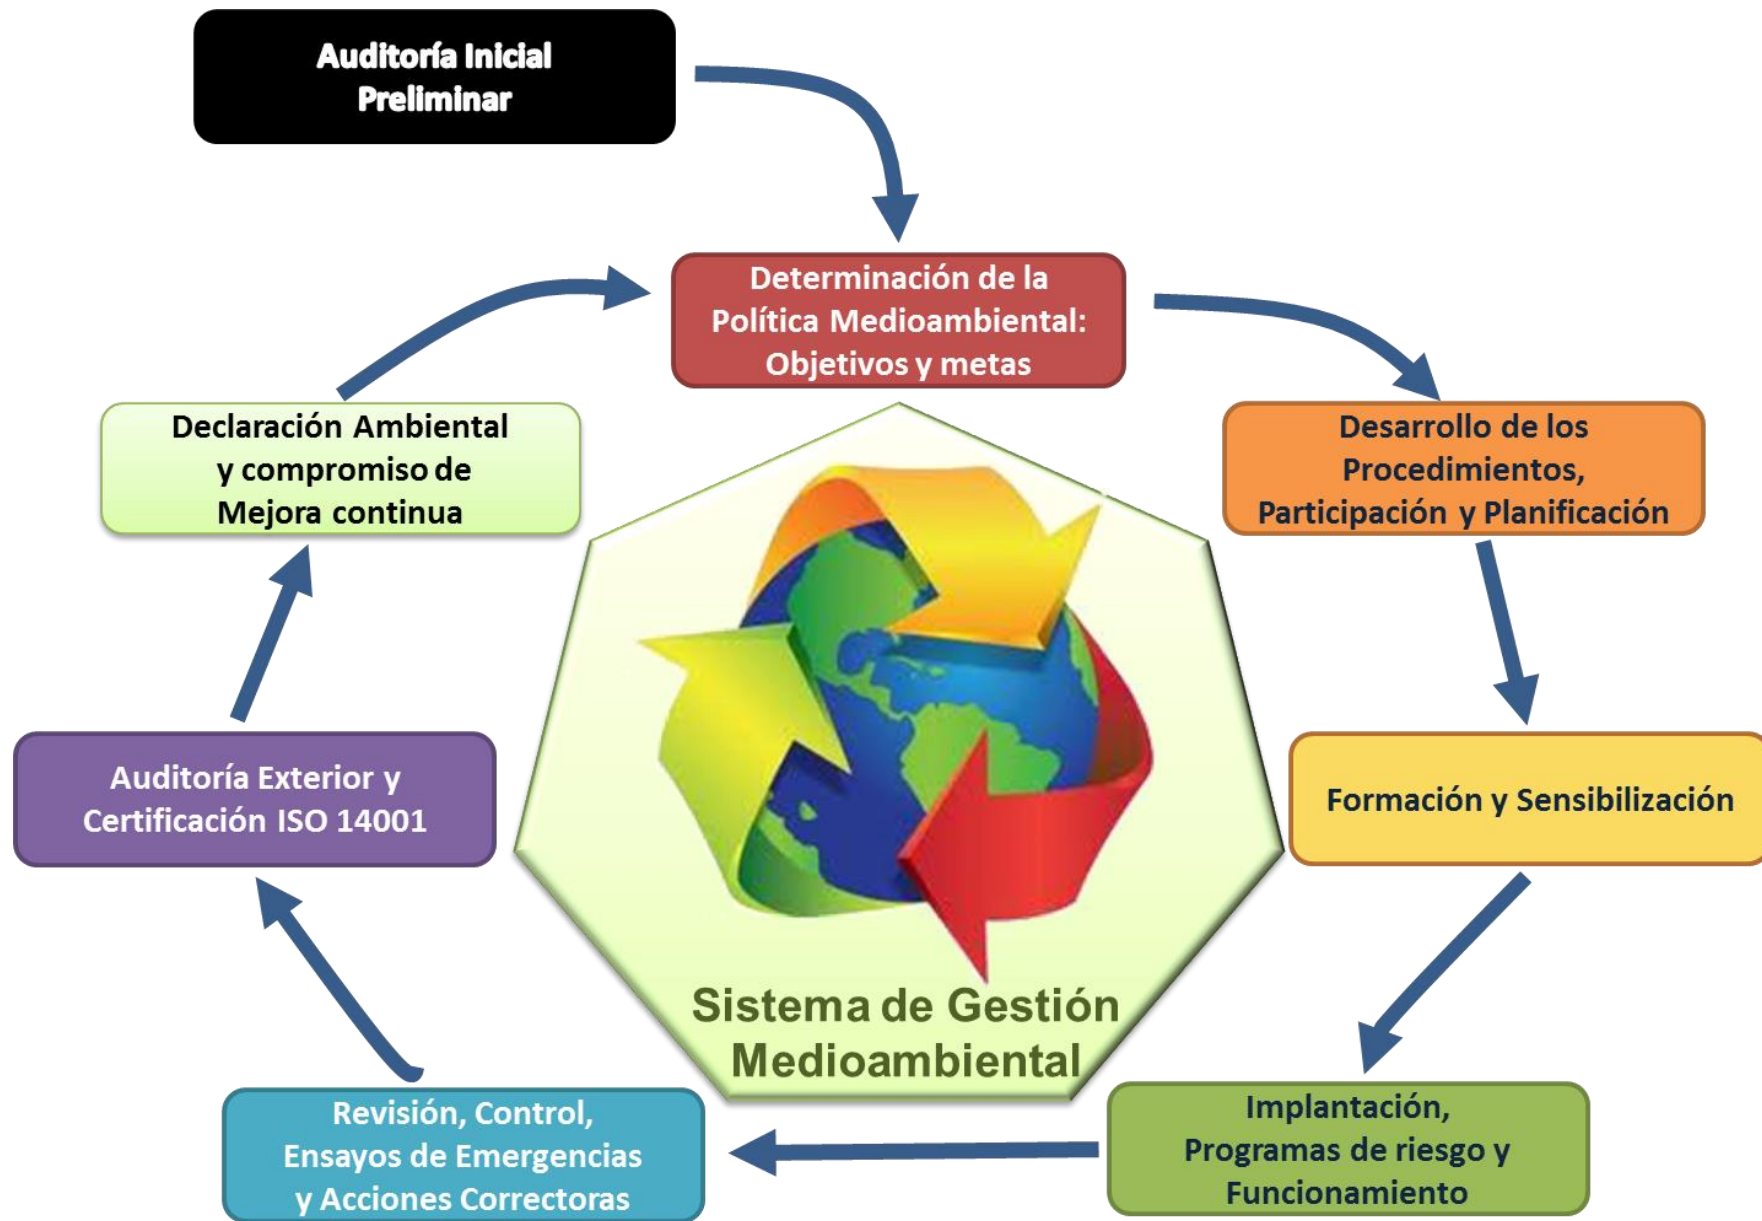 Auditoría Inicial
Preliminar
Determinación de la
Política Medioambiental:
Objetivos y metas
Desarrollo de los
Procedimientos,
Participación y Planificación
Formación y Sensibilización
Implantación,
Programas de riesgo y
Funcionamiento
Revisión, Control,
Ensayos de Emergencias
y Acciones Correctoras
Auditoría Exterior y
Certificación ISO 14001
Declaración Ambiental
y compromiso de
Mejora continua
Sistema de Gestión
Medioambiental